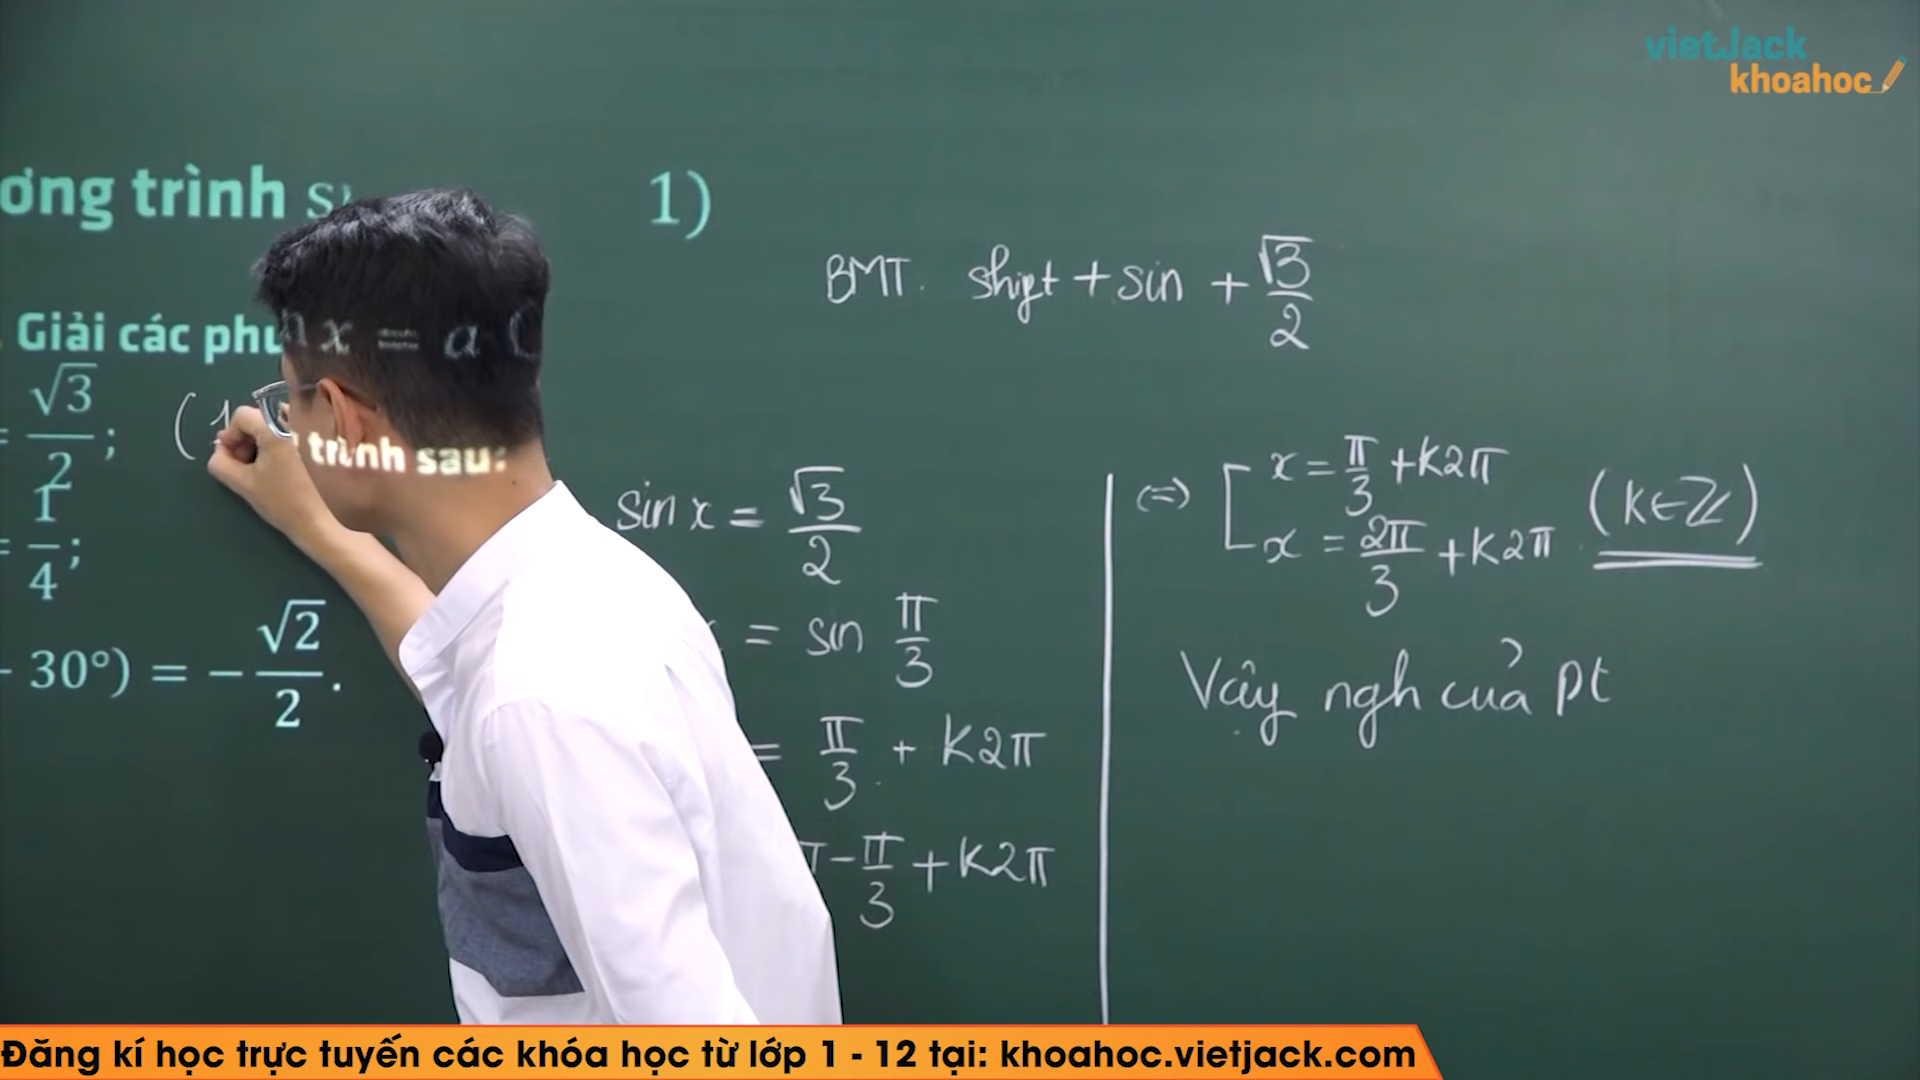 vietJack
khoahoc
ơng trình
1)
BMT. shift + sin + √3/2
Giải các phư
x = a
= √3/2; (1
trình sau:
= 1/4;
- 30°) = -√2/2.
sin x = √3/2
= sin π/3
= π/3 + K2π
π - π/3 + K2π
(=) [ x = π/3 + K2π
x = 2π/3 + K2π (K∈Z)
Vậy ngh của pt
Đăng kí học trực tuyến các khóa học từ lớp 1 - 12 tại: khoahoc.vietjack.com